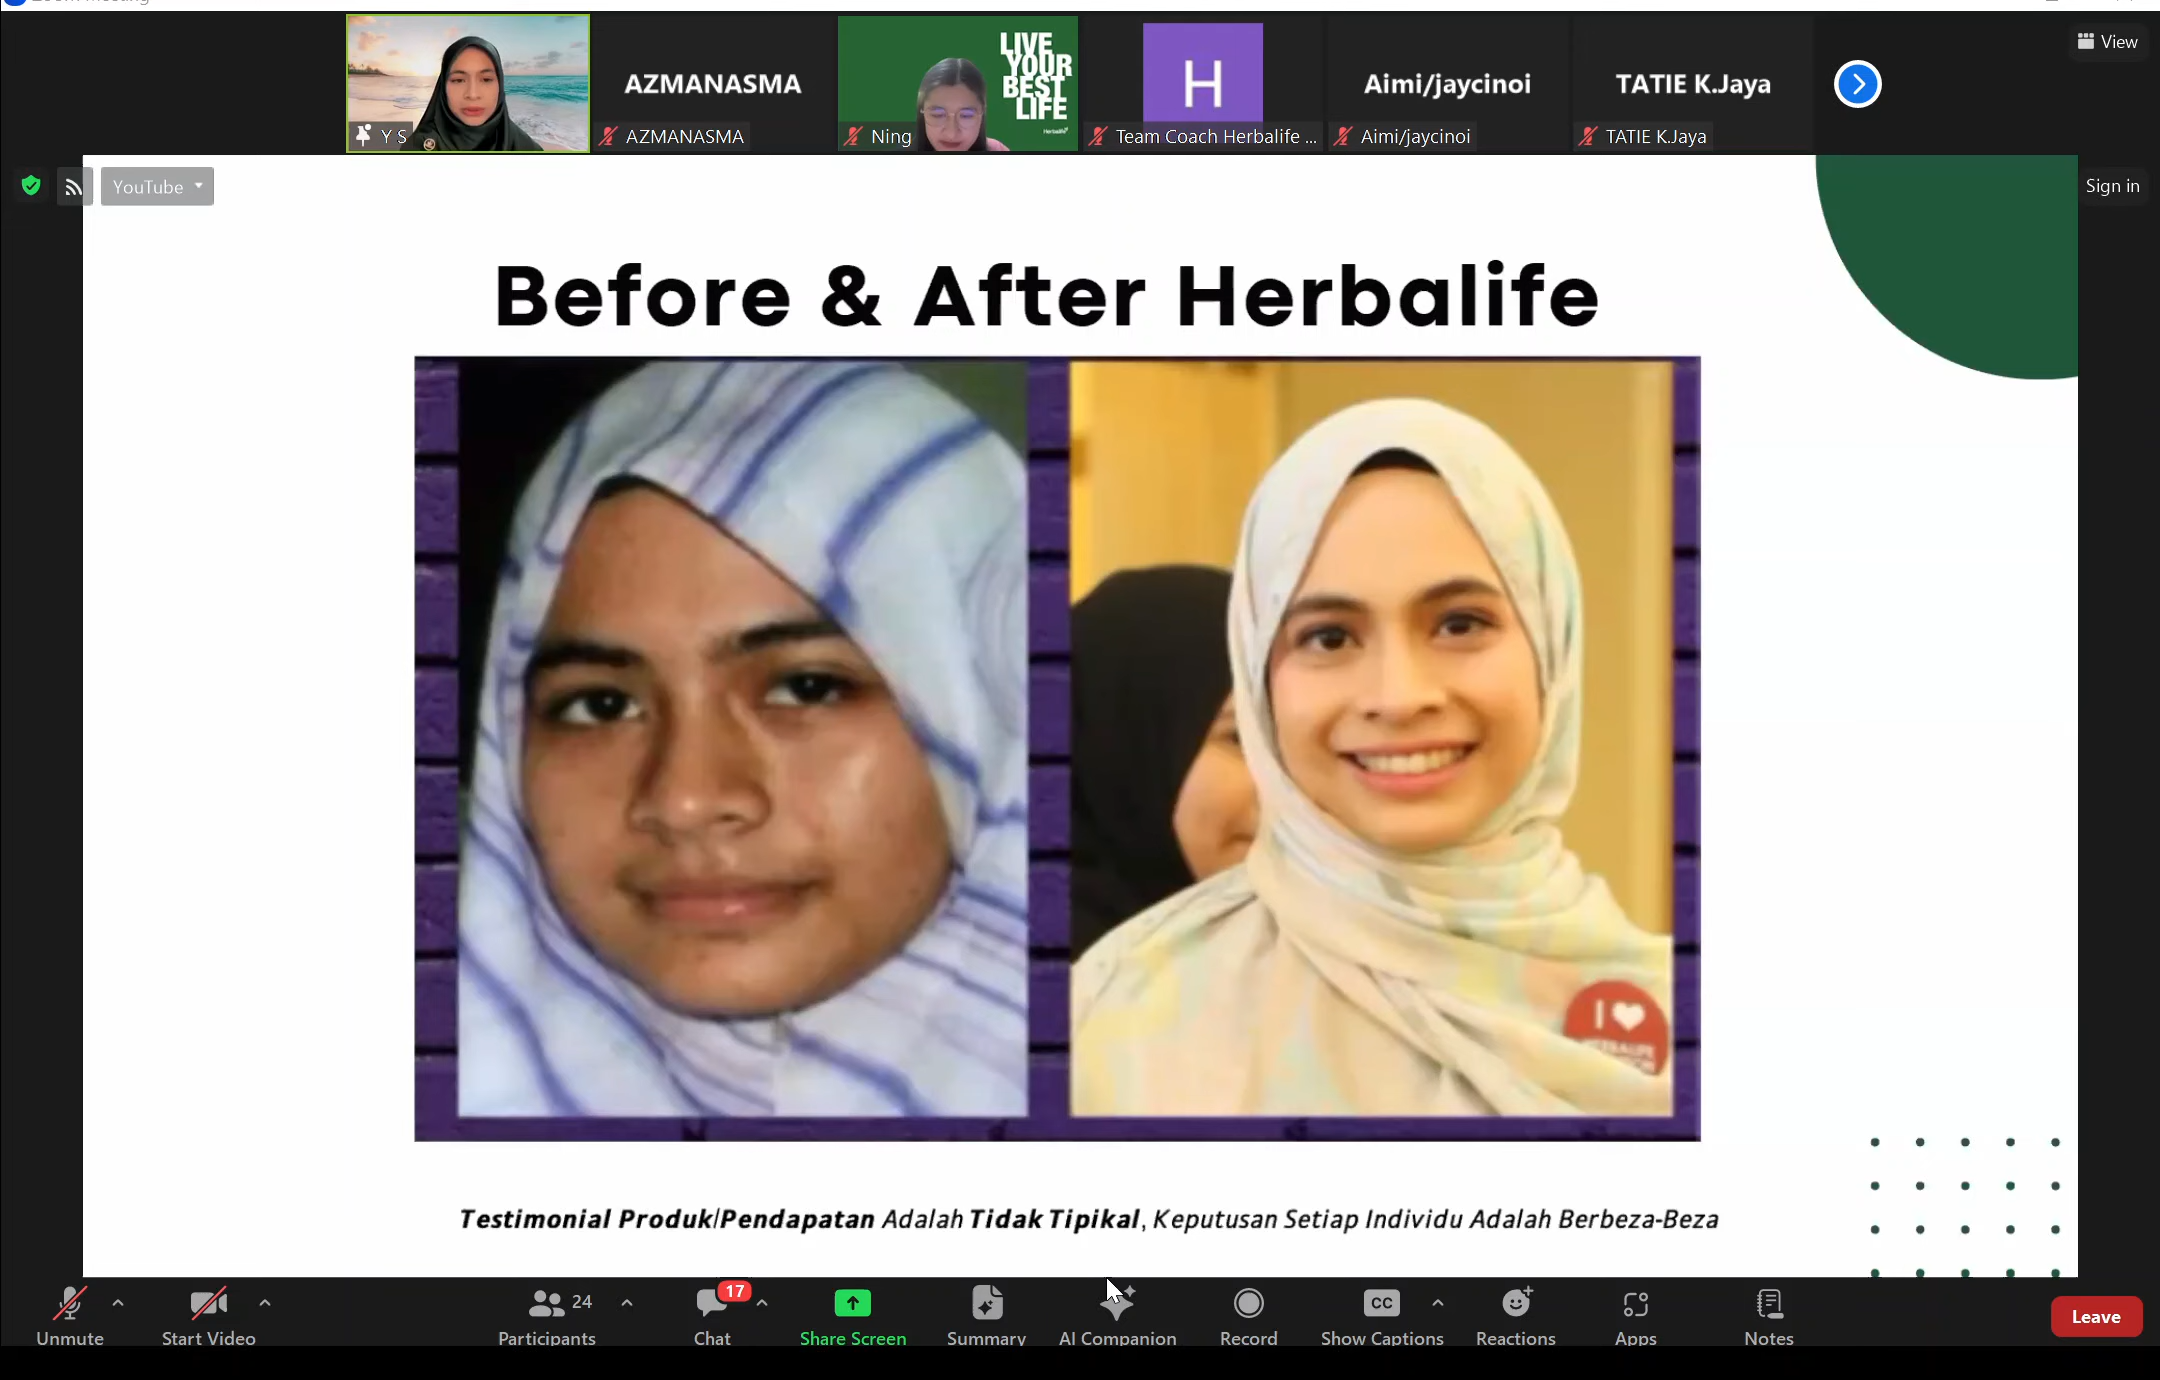 Zoom Meeting
View
AZMANASMA
LIVE
YOUR
BEST
LIFE
Herbalife
H
Aimi/jaycinoi
TATIE K.Jaya
Y S
AZMANASMA
Ning
Team Coach Herbalife ...
Aimi/jaycinoi
TATIE K.Jaya
YouTube
Sign in
Before & After Herbalife
I
Testimonial Produk/Pendapatan Adalah Tidak Tipikal, Keputusan Setiap Individu Adalah Berbeza-Beza
24
17
CC
Unmute
Start Video
Participants
Chat
Share Screen
Summary
AI Companion
Record
Show Captions
Reactions
Apps
Notes
Leave